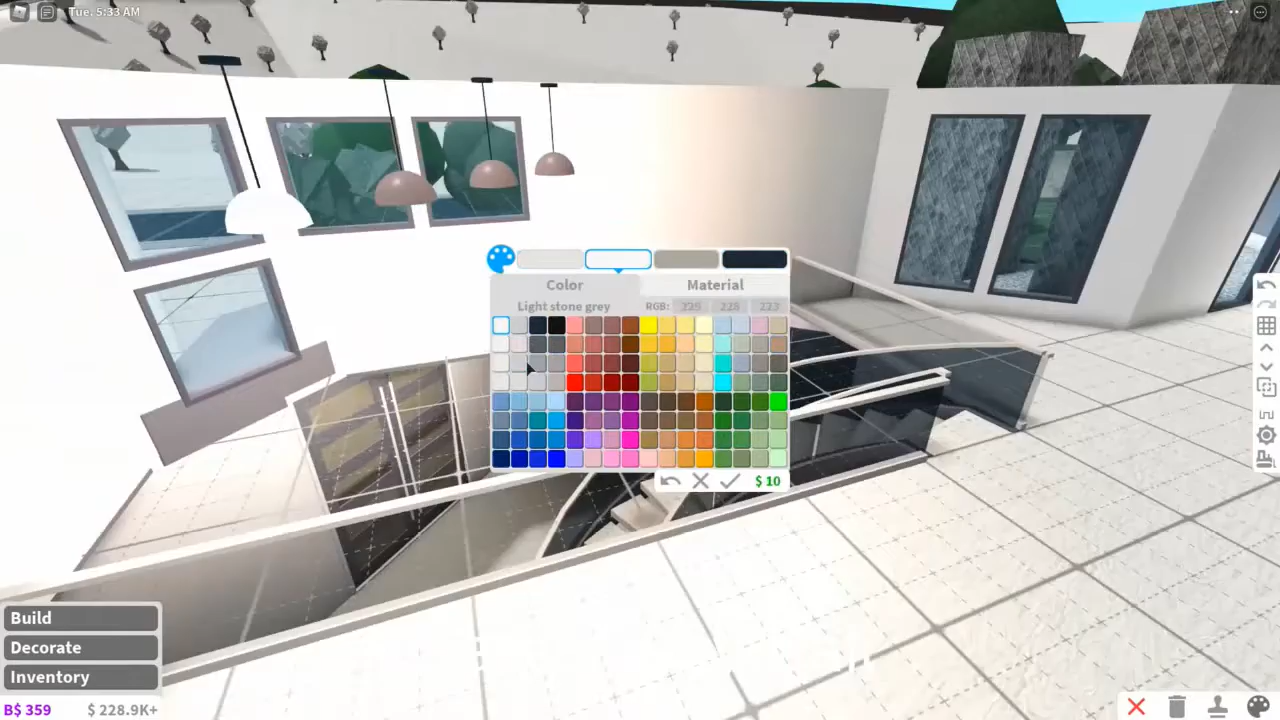 Tue. 5:33 AM
Color
Material
Light stone grey
RGB:
$ 10
Build
Decorate
Inventory
B$ 359
$ 228.9K+